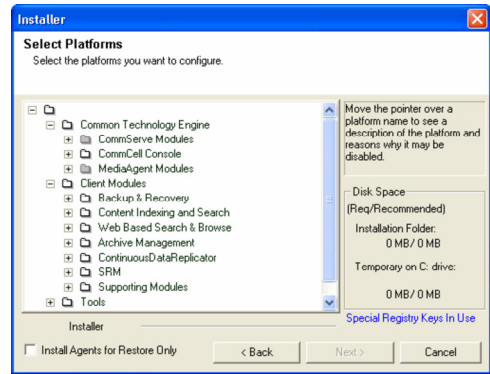 Installer
Select Platforms
Select the platforms you want to configure.
Common Technology Engine
CommServe Modules
CommCell Console
MediaAgent Modules
Client Modules
Backup & Recovery
Content Indexing and Search
Web Based Search & Browse
Archive Management
ContinuousDataReplicator
SRM
Supporting Modules
Tools
Move the pointer over a
platform name to see a
description of the platform and
reasons why it may be
disabled.
Disk Space
(Req/Recommended)
Installation Folder:
0 MB/ 0 MB
Temporary on C: drive:
0 MB/ 0 MB
Special Registry Keys In Use
Installer
Install Agents for Restore Only
< Back
Next >
Cancel